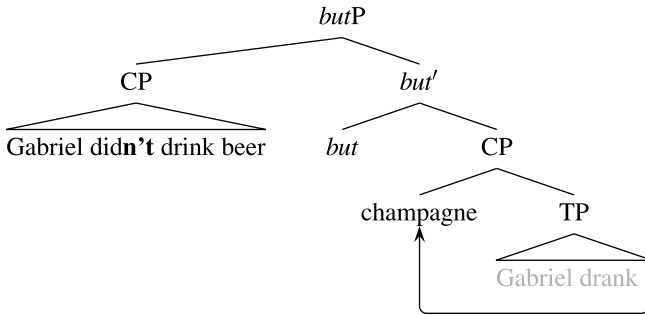 butP
CP but′
Gabriel didn't drink beer but CP
champagne TP
Gabriel drank